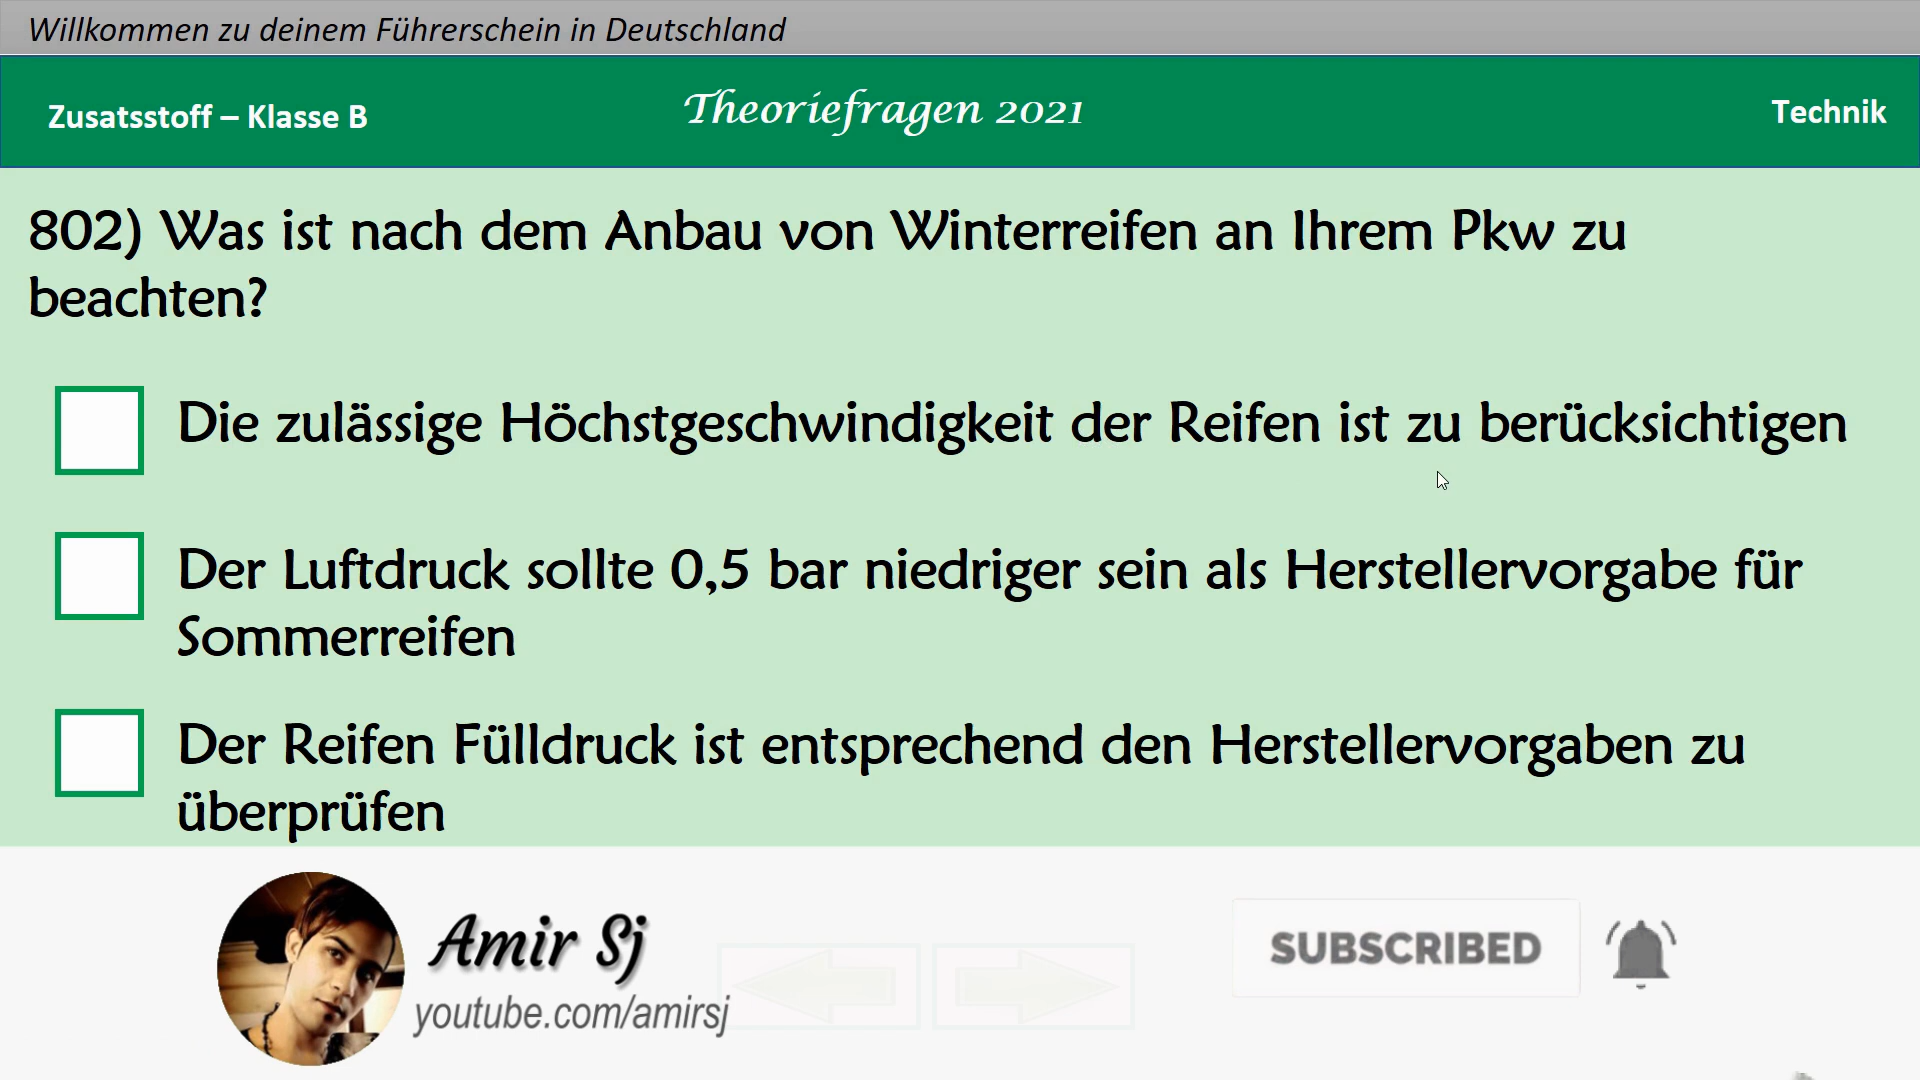 Willkommen zu deinem Führerschein in Deutschland
Zusatsstoff – Klasse B
Theoriefragen 2021
Technik
802) Was ist nach dem Anbau von Winterreifen an Ihrem Pkw zu
beachten?
Die zulässige Höchstgeschwindigkeit der Reifen ist zu berücksichtigen
Der Luftdruck sollte 0,5 bar niedriger sein als Herstellervorgabe für
Sommerreifen
Der Reifen Fülldruck ist entsprechend den Herstellervorgaben zu
überprüfen
Amir Sj
youtube.com/amirsj
SUBSCRIBED